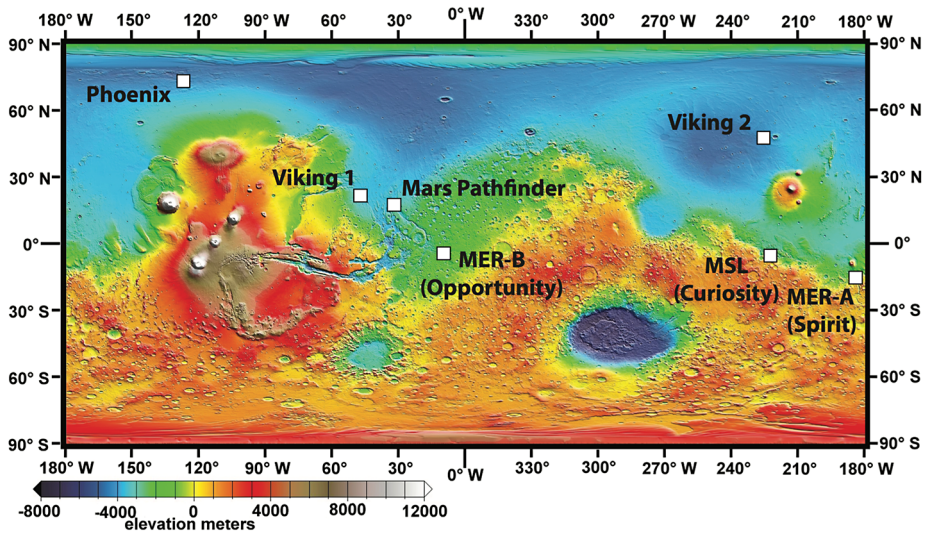 180° W 150° 120° 90° 60° 30° 0° W 330° 300° 270° W 240° 210° 180° W
90° N 90° N
Phoenix
60° N 60° N
Viking 2
30° N 30° N
Viking 1
Mars Pathfinder
0° 0°
MER-B
(Opportunity)
MSL
(Curiosity)
MER-A
(Spirit)
30° S 30° S
60° S 60° S
90° S 90° S
180° W 150° 120° 90° W 60° 30° 0° W 330° 300° 270° W 240° 210° 180° W
-8000 -4000 0 4000 8000 12000
elevation meters